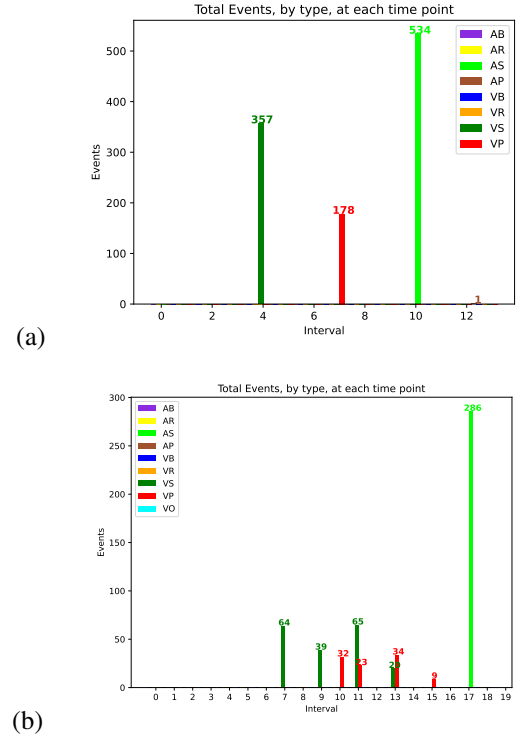 Total Events, by type, at each time point
534
500
400
357
300
200
178
100
0
1
Events
0 2 4 6 8 10 12
Interval
AB
AR
AS
AP
VB
VR
VS
VP
(a)
Total Events, by type, at each time point
300
286
250
200
150
100
50
0
Events
64
39
65
32
23
34
20
9
0 1 2 3 4 5 6 7 8 9 10 11 12 13 14 15 16 17 18 19
Interval
AB
AR
AS
AP
VB
VR
VS
VP
VO
(b)